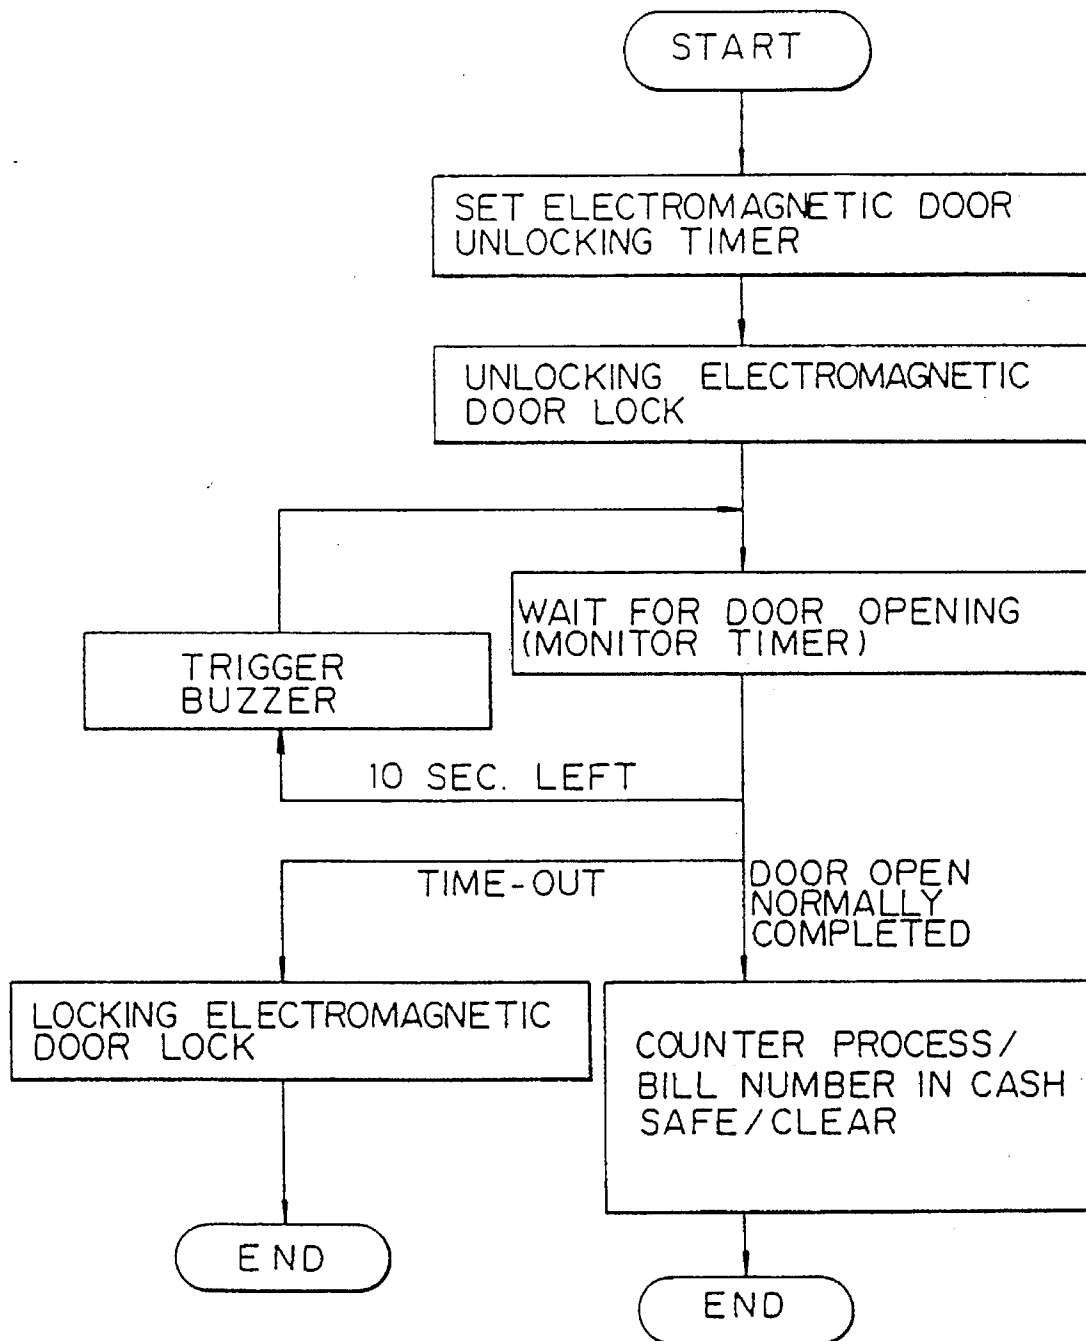 START
SET ELECTROMAGNETIC DOOR
UNLOCKING TIMER
UNLOCKING ELECTROMAGNETIC
DOOR LOCK
WAIT FOR DOOR OPENING
(MONITOR TIMER)
TRIGGER
BUZZER
10 SEC. LEFT
TIME-OUT
DOOR OPEN
NORMALLY
COMPLETED
LOCKING ELECTROMAGNETIC
DOOR LOCK
COUNTER PROCESS/
BILL NUMBER IN CASH
SAFE/CLEAR
END
END